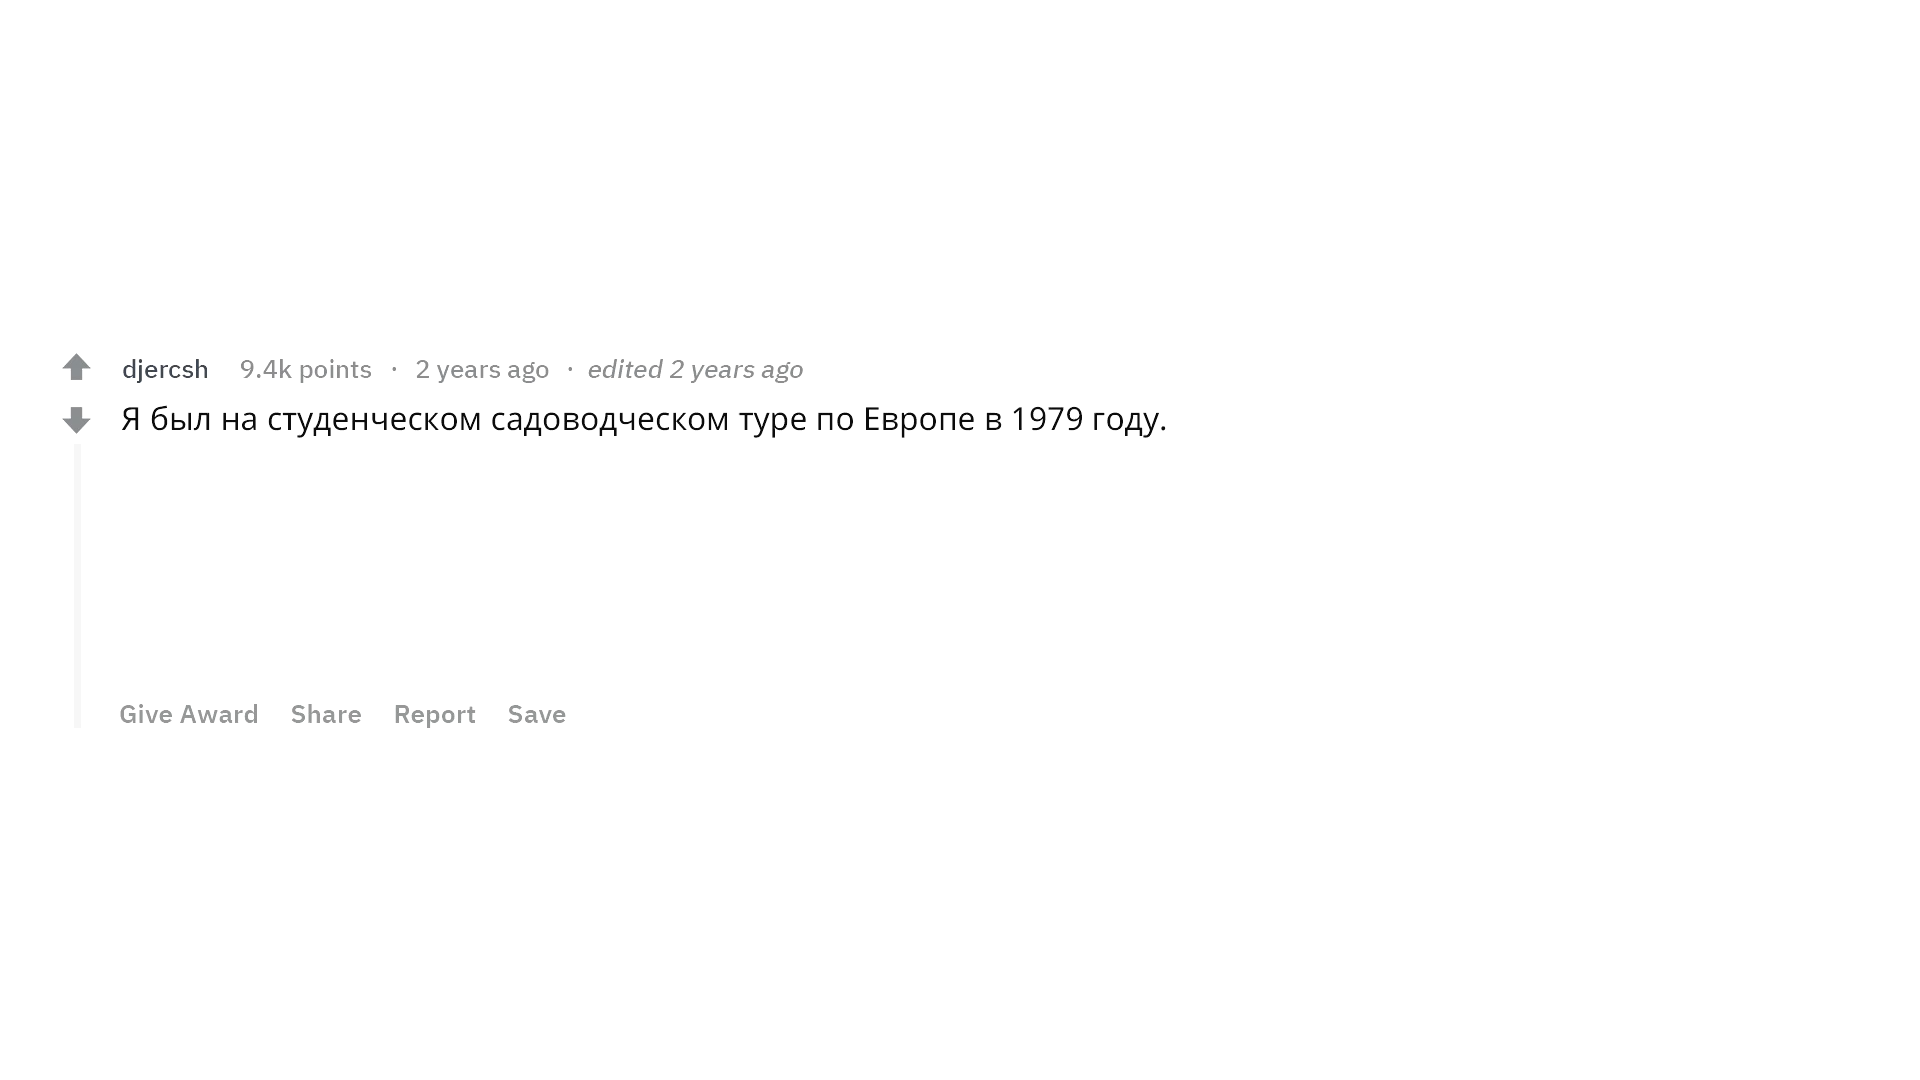 djercsh 9.4k points · 2 years ago · edited 2 years ago
Я был на студенческом садоводческом туре по Европе в 1979 году.
Give Award Share Report Save